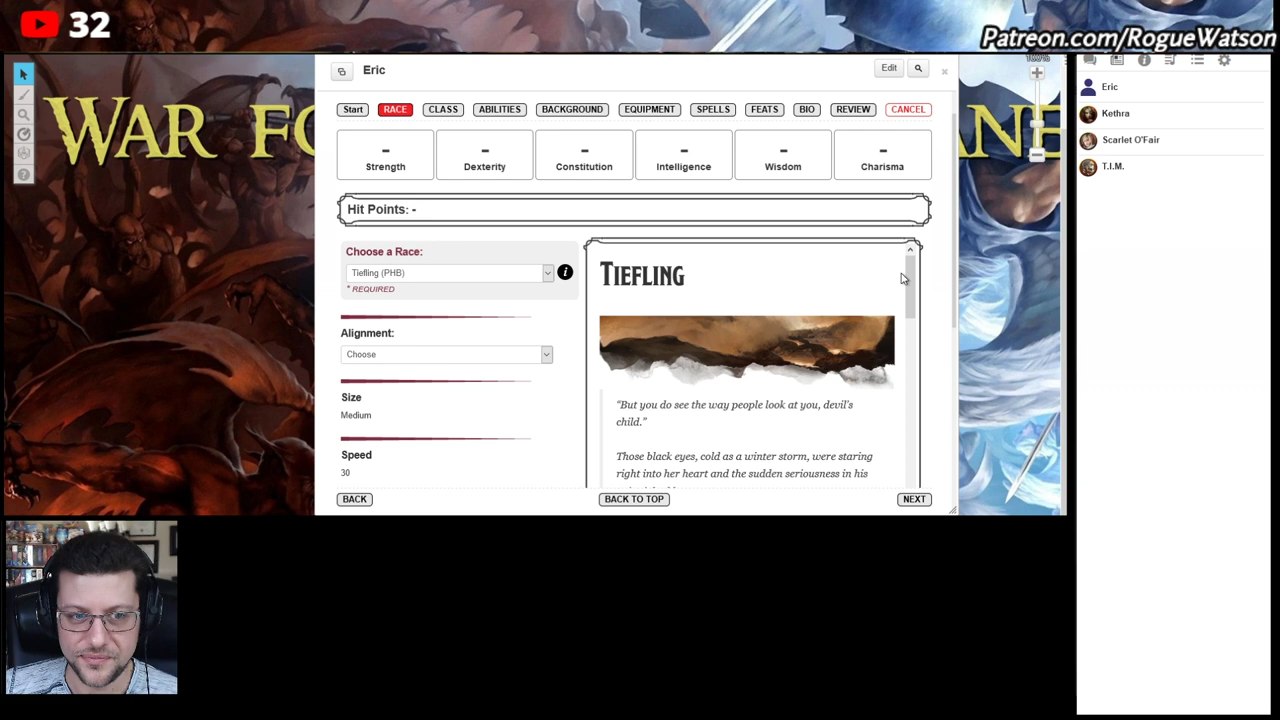 32
Patreon.com/RogueWatson
WAR FO
ANE
Eric
Edit
Start RACE CLASS ABILITIES BACKGROUND EQUIPMENT SPELLS FEATS BIO REVIEW CANCEL
- - - - - -
Strength Dexterity Constitution Intelligence Wisdom Charisma
Hit Points: -
Choose a Race:
Tiefling (PHB)
* REQUIRED
Alignment:
Choose
Size
Medium
Speed
30
TIEFLING
“But you do see the way people look at you, devil’s
child.”
Those black eyes, cold as a winter storm, were staring
right into her heart and the sudden seriousness in his
BACK BACK TO TOP NEXT
100%
Eric
Kethra
Scarlet O'Fair
T.I.M.